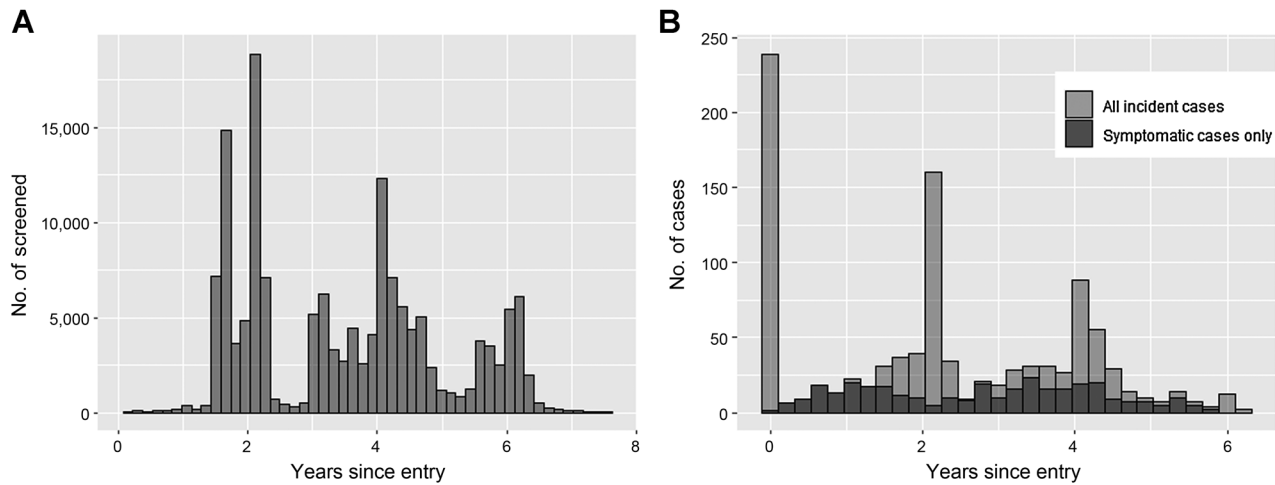 A
No. of screened
15,000
10,000
5,000
0
0 2 4 6 8
Years since entry
B
No. of cases
250
200
150
100
50
0
All incident cases
Symptomatic cases only
0 2 4 6
Years since entry